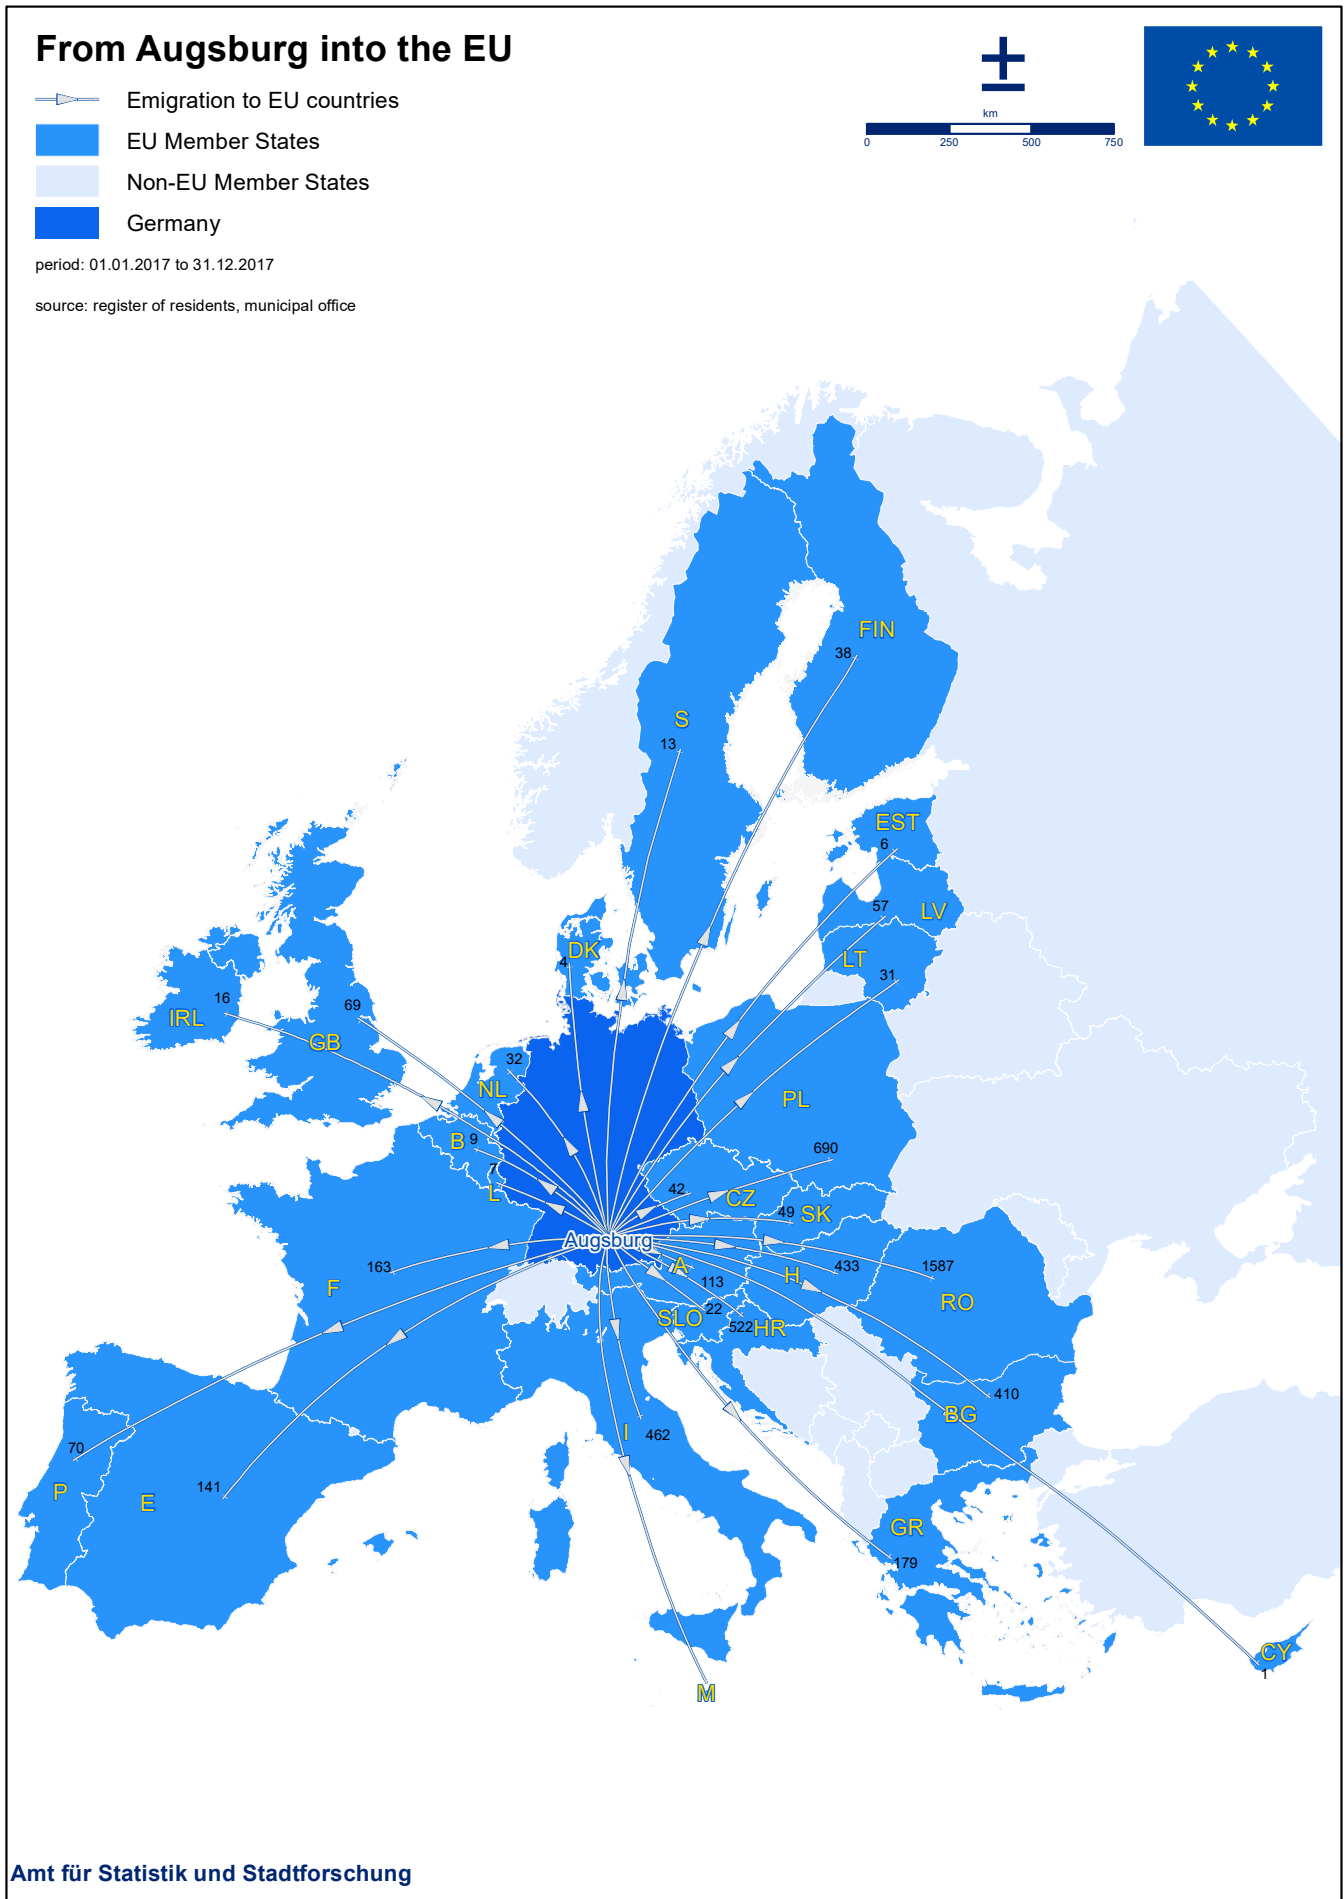 From Augsburg into the EU
Emigration to EU countries
EU Member States
Non-EU Member States
Germany
period: 01.01.2017 to 31.12.2017
source: register of residents, municipal office
±
km
0 250 500 750
FIN
38
S
13
EST
6
57
LV
DK
4
LT
31
16
IRL
69
GB
32
NL
PL
B 9
690
7
L
42
CZ
49
SK
Augsburg
163
F
A
113
H
433
1587
RO
22
SLO
522
HR
410
BG
I
462
70
P
141
E
GR
179
CY
1
M
Amt für Statistik und Stadtforschung